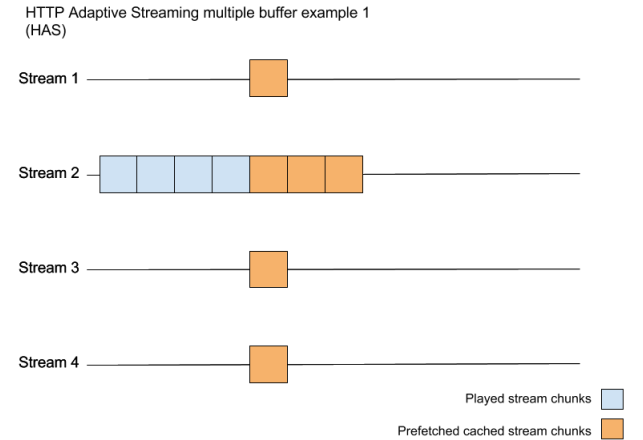 HTTP Adaptive Streaming multiple buffer example 1
(HAS)
Stream 1
Stream 2
Stream 3
Stream 4
Played stream chunks
Prefetched cached stream chunks